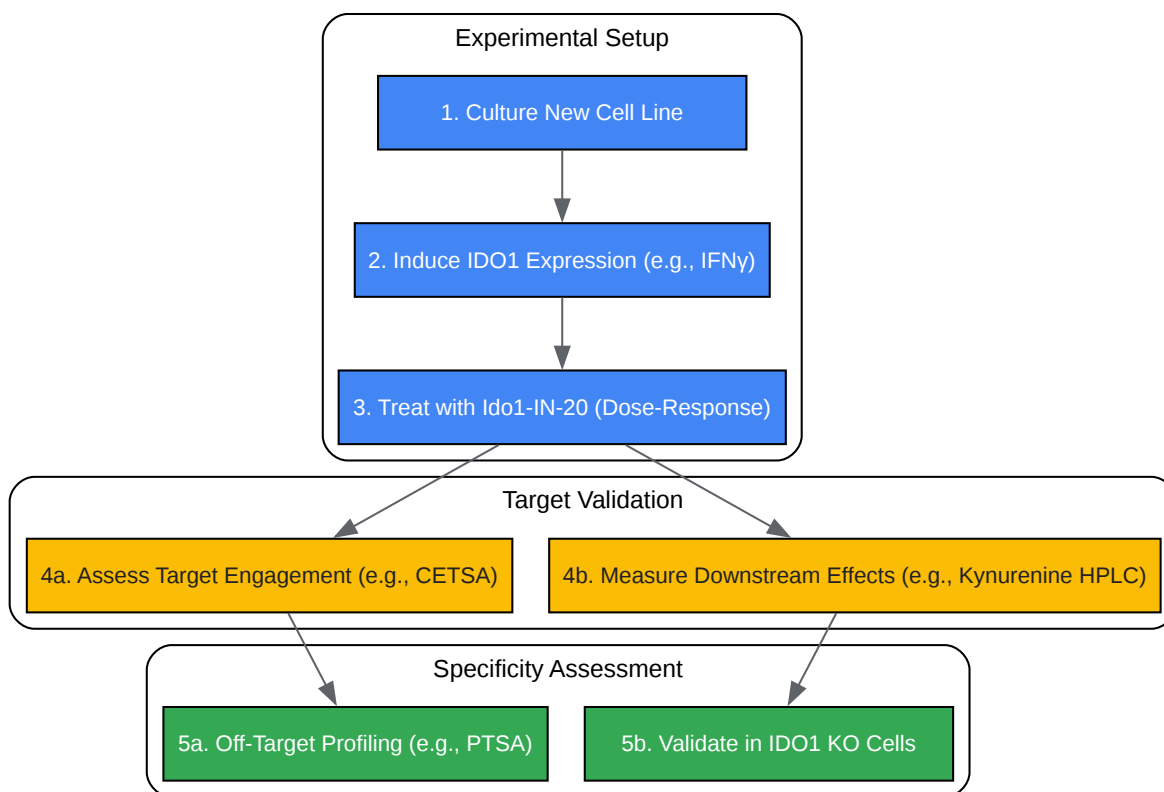 Experimental Setup
1. Culture New Cell Line
2. Induce IDO1 Expression (e.g., IFNγ)
3. Treat with Ido1-IN-20 (Dose-Response)
Target Validation
4a. Assess Target Engagement (e.g., CETSA)
4b. Measure Downstream Effects (e.g., Kynurenine HPLC)
Specificity Assessment
5a. Off-Target Profiling (e.g., PTSA)
5b. Validate in IDO1 KO Cells